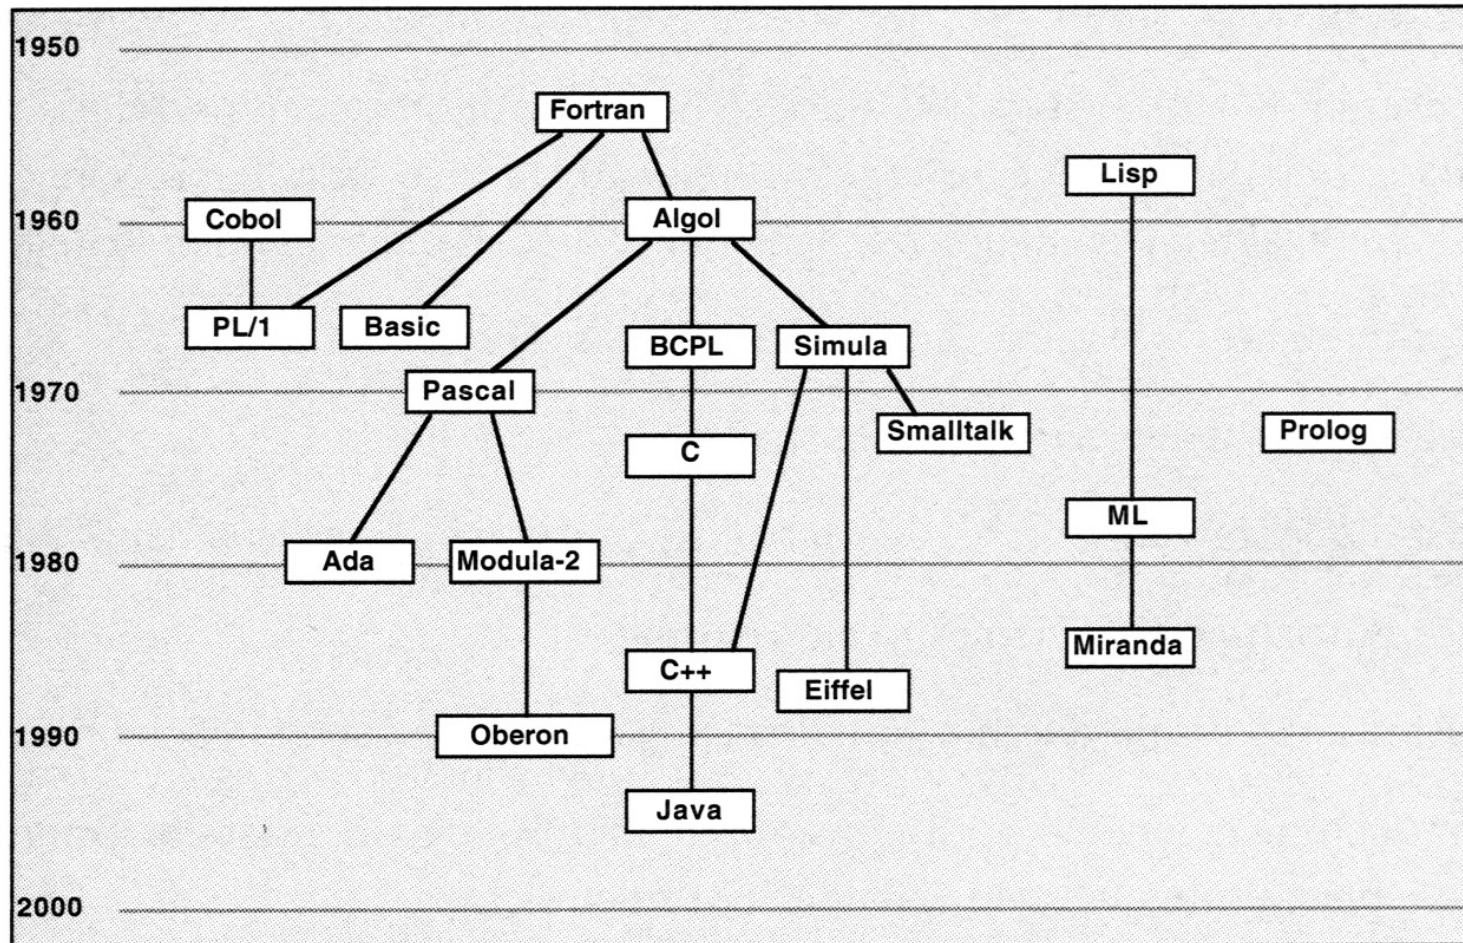 1950
Fortran
Lisp
1960
Cobol
Algol
PL/1
Basic
BCPL
Simula
1970
Pascal
Smalltalk
Prolog
C
ML
1980
Ada
Modula-2
Miranda
C++
Eiffel
1990
Oberon
Java
2000